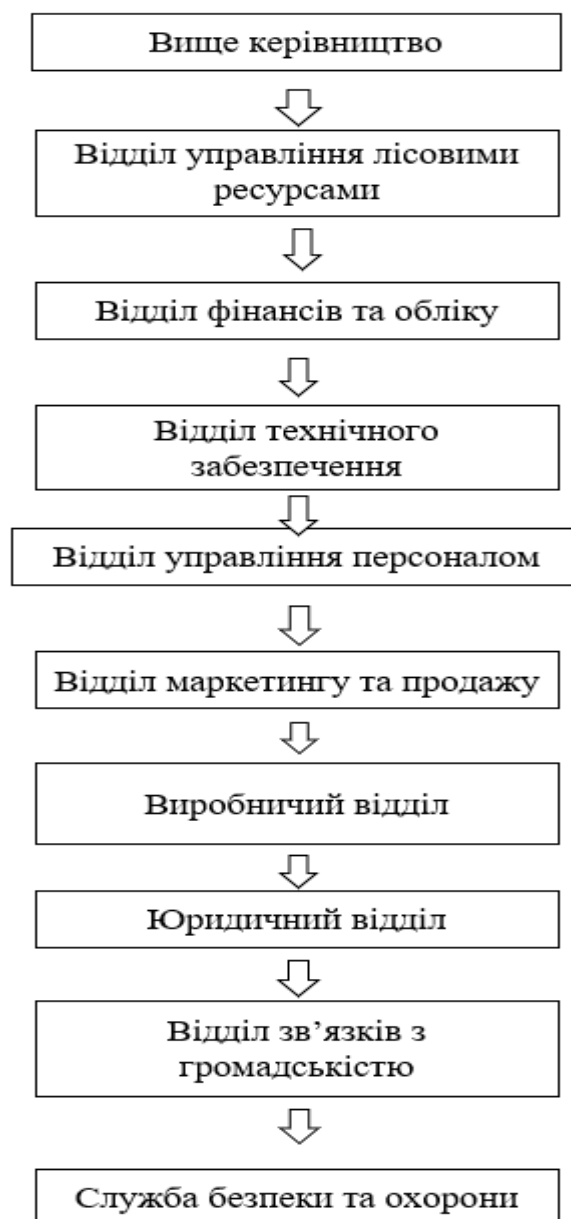 Вище керівництво
Відділ управління лісовими
ресурсами
Відділ фінансів та обліку
Відділ технічного
забезпечення
Відділ управління персоналом
Відділ маркетингу та продажу
Виробничий відділ
Юридичний відділ
Відділ зв’язків з
громадськістю
Служба безпеки та охорони